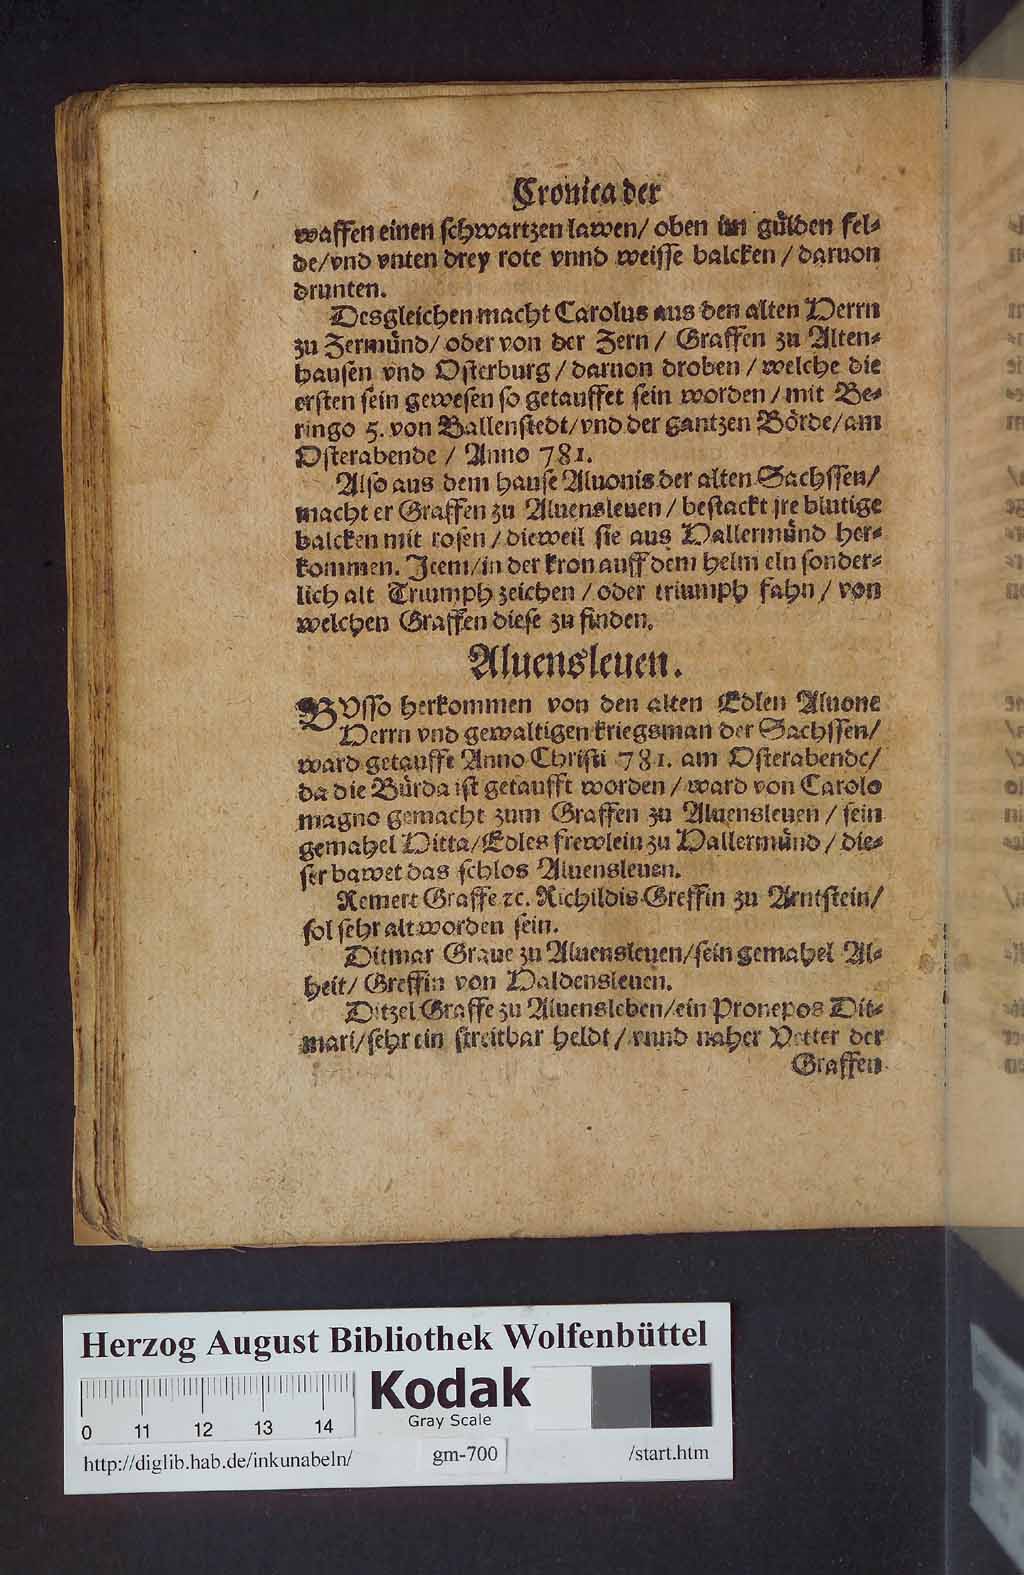 Cronica der
waffen einen schwartzen lawen/ oben im gülden fel-
de/vnd vnten drey rote vnnd weisse balcken / daruon
drunten.
Desgleichen macht Carolus aus den alten Herrn
zu Zermünd/ oder von der Zern / Graffen zu Alten-
hausen vnd Osterburg / daruon droben / welche die
ersten sein gewesen so getauffet sein worden / mit Be-
ringo 5. von Ballenstedt/vnd der gantzen Börde/am
Osterabende / Anno 781.
Also aus dem hause Aluonis der alten Sachssen/
macht er Graffen zu Aluensleuen / bestackt jre blutige
balcken mit rosen / dieweil sie aus Hallermünd her-
kommen. Item/in der kron auff dem helm ein sonder-
lich alt Triumph zeichen / oder triumph fahn / von
welchen Graffen diese zu finden.
Aluensleuen.
BVsso herkommen von den alten Edlen Aluone
Herrn vnd gewaltigen kriegsman der Sachssen/
ward getaufft Anno Christi 781. am Osterabende/
da die Bürda ist getaufft worden / ward von Carolo
magno gemacht zum Graffen zu Aluensleuen / sein
gemahel Hitta/Edles frewlein zu Hallermünd / die-
ser bawet das schlos Aluensleuen.
Remert Graffe ꝛc. Richildis Greffin zu Arntstein/
sol sehr alt worden sein.
Ditmar Graue zu Aluensleuen/sein gemahel Al-
heit/ Greffin von Haldensleuen.
Ditzel Graffe zu Aluensleben/ein Pronepos Dit-
mari/sehr ein streitbar heldt / vnnd naher Vetter der
Graffen
Herzog August Bibliothek Wolfenbüttel
Kodak
Gray Scale
0 11 12 13 14
http://diglib.hab.de/inkunabeln/ gm-700 /start.htm